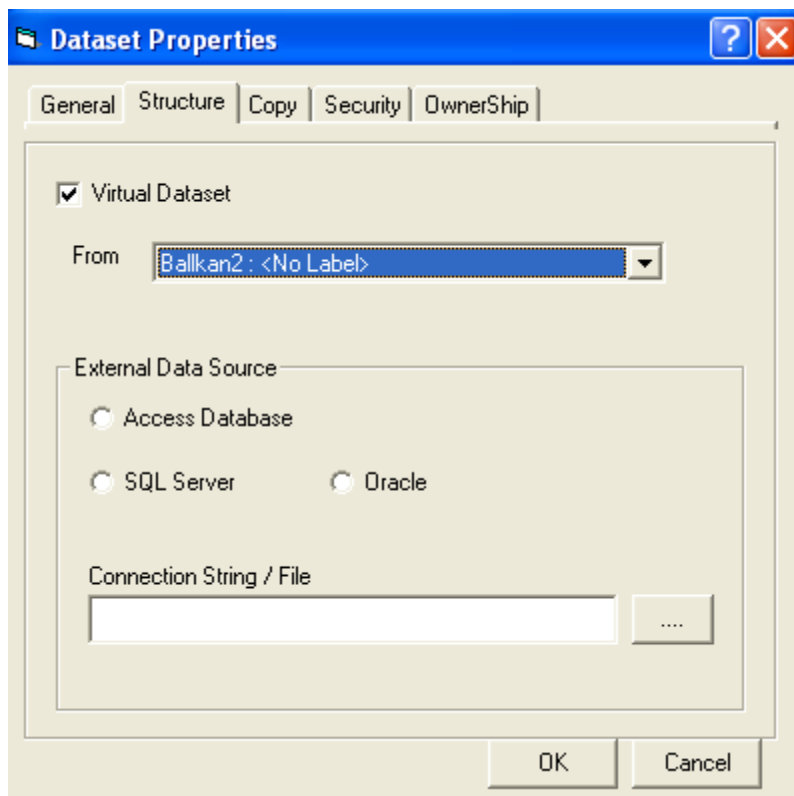 Dataset Properties
General Structure Copy Security OwnerShip
Virtual Dataset
From Ballkan2 : <No Label>
External Data Source
Access Database
SQL Server Oracle
Connection String / File
....
OK Cancel